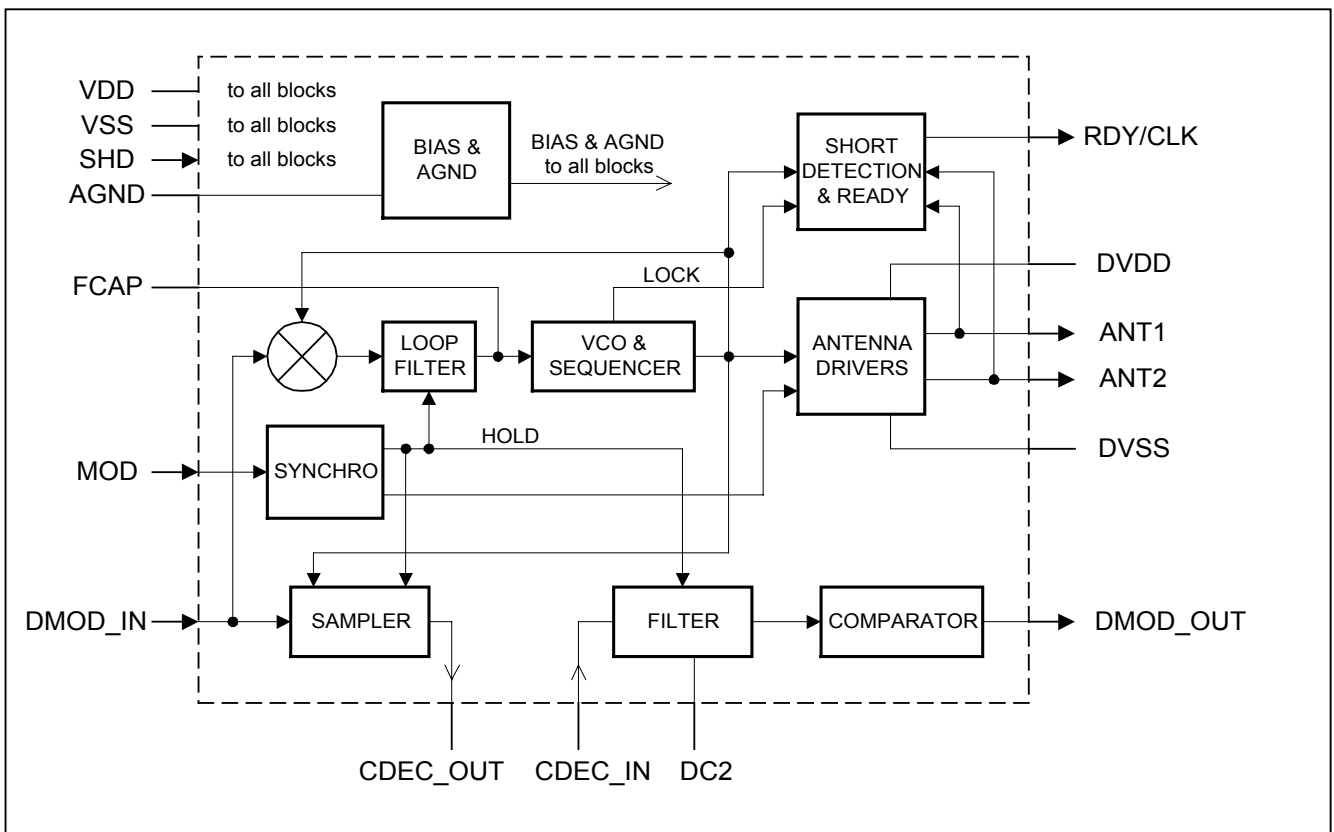 VDD
to all blocks
VSS
to all blocks
SHD
to all blocks
AGND
BIAS &
AGND
BIAS & AGND
to all blocks
SHORT
DETECTION
& READY
RDY/CLK
FCAP
LOCK
DVDD
LOOP
FILTER
VCO &
SEQUENCER
ANTENNA
DRIVERS
ANT1
ANT2
HOLD
DVSS
MOD
SYNCHRO
DMOD_IN
SAMPLER
FILTER
COMPARATOR
DMOD_OUT
CDEC_OUT
CDEC_IN
DC2